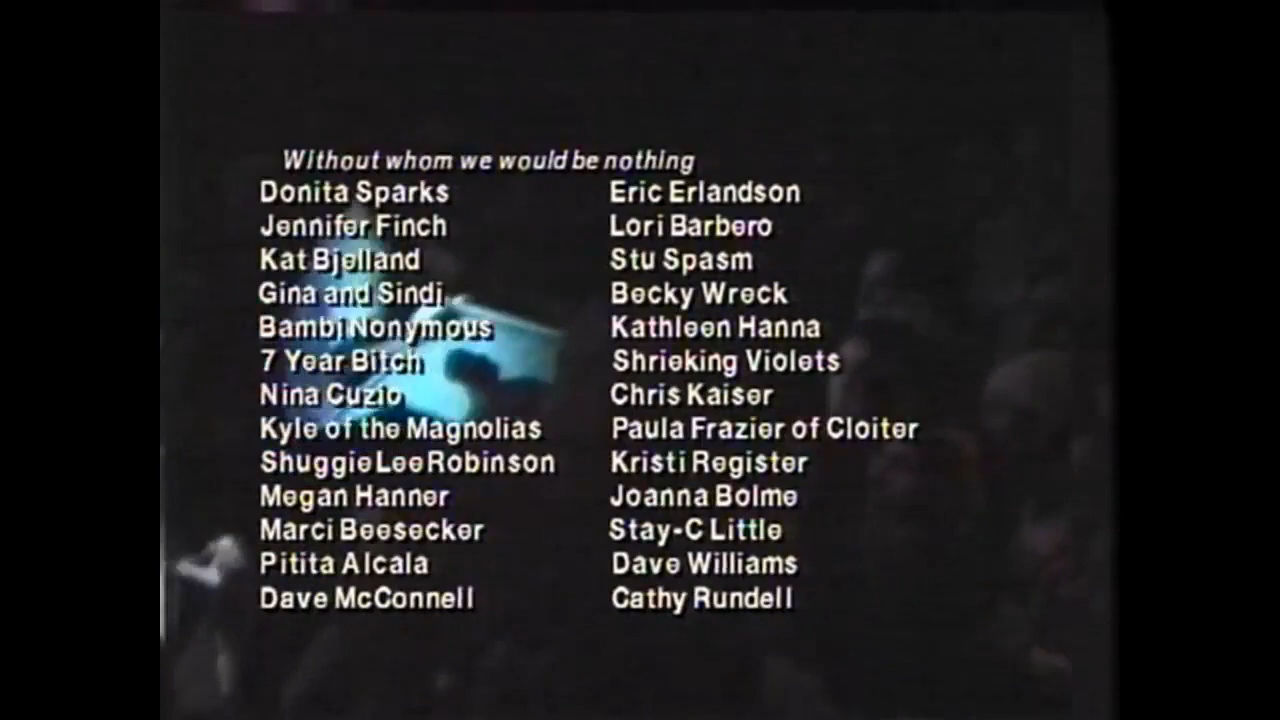 Without whom we would be nothing
Donita Sparks
Jennifer Finch
Kat Bjelland
Gina and Sindi
Bambi Nonymous
7 Year Bitch
Nina Cuzio
Kyle of the Magnolias
Shuggie Lee Robinson
Megan Hanner
Marci Beesecker
Pitita Alcala
Dave McConnell
Eric Erlandson
Lori Barbero
Stu Spasm
Becky Wreck
Kathleen Hanna
Shrieking Violets
Chris Kaiser
Paula Frazier of Cloiter
Kristi Register
Joanna Bolme
Stay-C Little
Dave Williams
Cathy Rundell